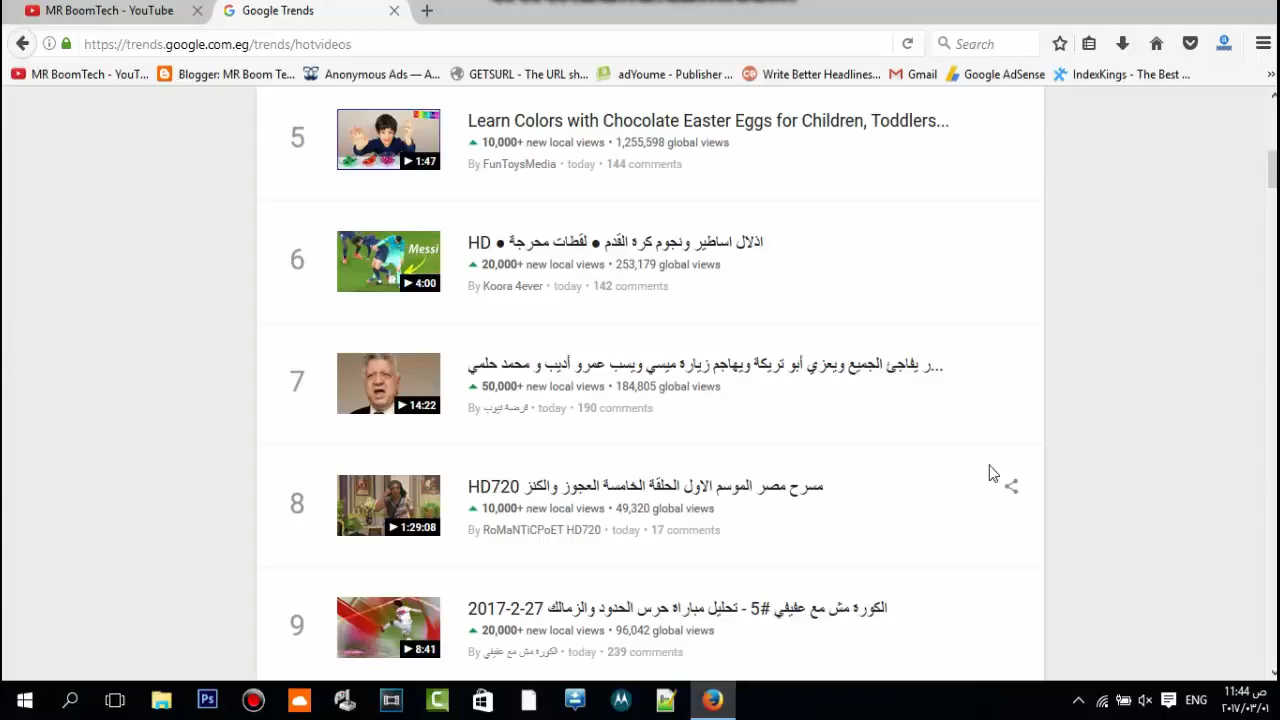 MR BoomTech - YouTube
Google Trends
https://trends.google.com.eg/trends/hotvideos
Search
MR BoomTech - YouT...
Blogger: MR Boom Te...
Anonymous Ads — A...
GETSURL - The URL sh...
adYoume - Publisher ...
Write Better Headlines...
Gmail
Google AdSense
IndexKings - The Best ...
5
1:47
Learn Colors with Chocolate Easter Eggs for Children, Toddlers...
10,000+ new local views • 1,255,598 global views
By FunToysMedia • today • 144 comments
6
Messi
4:00
اذلال اساطير ونجوم كرة القدم ● لقطات محرجة ● HD
20,000+ new local views • 253,179 global views
By Koora 4ever • today • 142 comments
7
14:22
ر يفاجئ الجميع ويعزي أبو تريكة ويهاجم زيارة ميسي ويسب عمرو أديب و محمد حلمي...
50,000+ new local views • 184,805 global views
By قرضة تيوب • today • 190 comments
8
1:29:08
مسرح مصر الموسم الاول الحلقة الخامسة العجوز والكنز HD720
10,000+ new local views • 49,320 global views
By RoMaNTiCPoET HD720 • today • 17 comments
9
8:41
الكورة مش مع عفيفي #5 - تحليل مباراة حرس الحدود والزمالك 27-2-2017
20,000+ new local views • 96,042 global views
By الكورة مش مع عفيفي • today • 239 comments
Ps
ENG
11:44 ص
٢٠١٧/٠٣/٠١